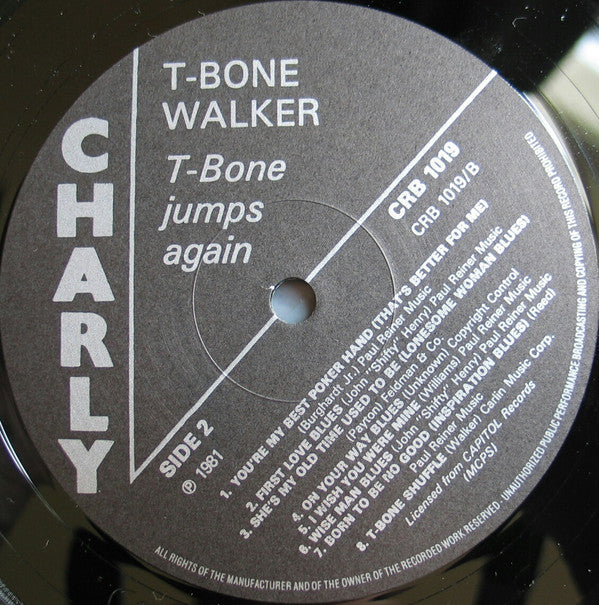 CHARLY
T-BONE
WALKER
T-Bone
jumps
again
CRB 1019
CRB 1019/B
SIDE 2
℗ 1981
1. YOU'RE MY BEST POKER HAND (THAT'S BETTER FOR ME)
(Burghardt Jr.) Paul Reiner Music
2. FIRST LOVE BLUES (John "Shifty" Henry) Paul Reiner Music
3. SHE'S MY OLD TIME USED TO BE (LONESOME WOMAN BLUES)
(Payon) Feldman & Co.
4. ON YOUR WAY BLUES (Unknown) Copyright Control
5. I WISH YOU WERE MINE (Williams) Paul Reiner Music
6. WISE MAN BLUES (John "Shifty" Henry) Paul Reiner Music
7. BORN TO BE NO GOOD (INSPIRATION BLUES) (Reed)
Paul Reiner Music
8. T-BONE SHUFFLE (Walker) Carlin Music Corp.
Licensed from CAPITOL Records
(MCPS)
ALL RIGHTS OF THE MANUFACTURER AND OF THE OWNER OF THE RECORDED WORK RESERVED. UNAUTHORIZED PUBLIC PERFORMANCE BROADCASTING AND COPYING OF THIS RECORD PROHIBITED